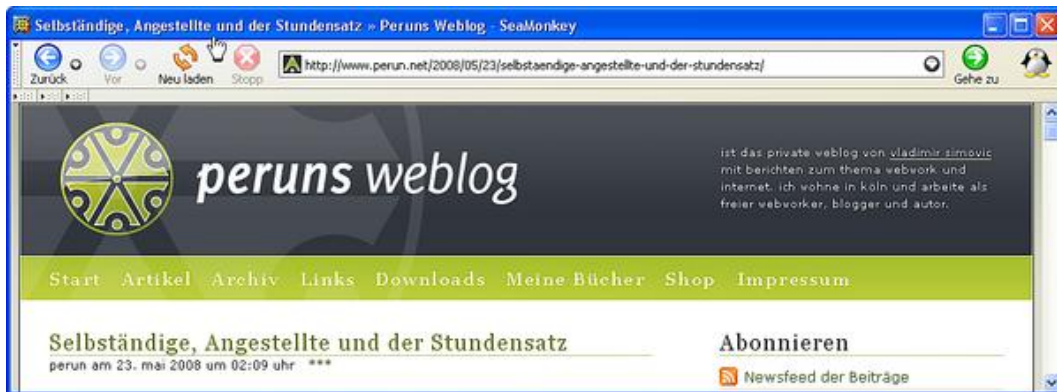 Selbständige, Angestellte und der Stundensatz » Peruns Weblog - SeaMonkey
Zurück Vor Neu laden Stopp http://www.perun.net/2008/05/23/selbstaendige-angestellte-und-der-stundensatz/ Gehe zu
peruns weblog
ist das private weblog von vladimir simovic
mit berichten zum thema webwork und
internet. ich wohne in köln und arbeite als
freier webworker, blogger und autor.
Start Artikel Archiv Links Downloads Meine Bücher Shop Impressum
Selbständige, Angestellte und der Stundensatz
perun am 23. mai 2008 um 02:09 uhr ***
Abonnieren
Newsfeed der Beiträge